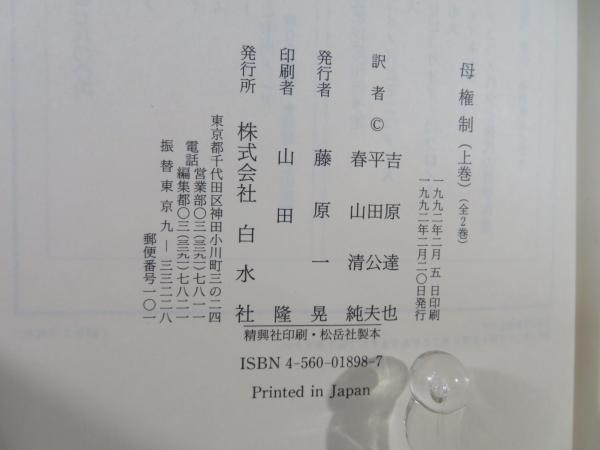 母権制（上巻）（全2巻）
一九九二年二月 五 日印刷
一九九二年二月二〇日発行
訳者 ©
吉原達也
平田公夫
春山清純
発行者 藤原一晃
印刷者 山田隆
発行所 株式会社 白水社
東京都千代田区神田小川町三の二四
電話 営業部〇三（三二九一）七八一一
編集部〇三（三二九一）七八二一
振替東京九―三三二二八
郵便番号一〇一
精興社印刷・松岳社製本
ISBN 4-560-01898-7
Printed in Japan